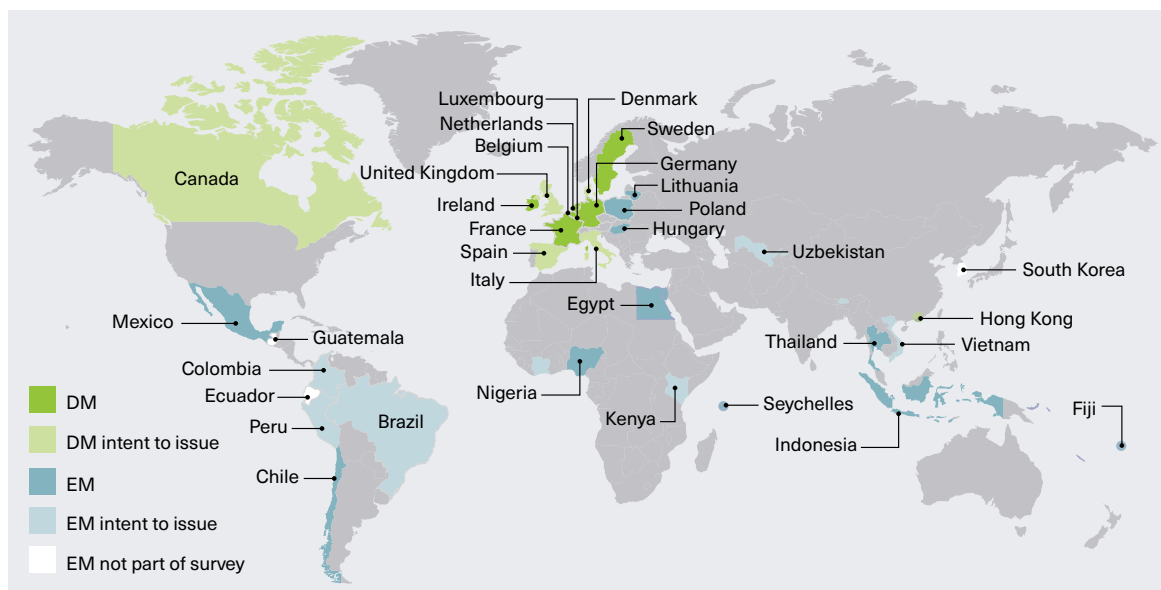 Luxembourg
Denmark
Netherlands
Sweden
Belgium
Germany
United Kingdom
Canada
Lithuania
Ireland
Poland
France
Hungary
Spain
Uzbekistan
South Korea
Italy
Egypt
Mexico
Hong Kong
Guatemala
Thailand
Vietnam
Colombia
Nigeria
Ecuador
DM
Seychelles
Fiji
Peru
Brazil
Kenya
DM intent to issue
Indonesia
Chile
EM
EM intent to issue
EM not part of survey